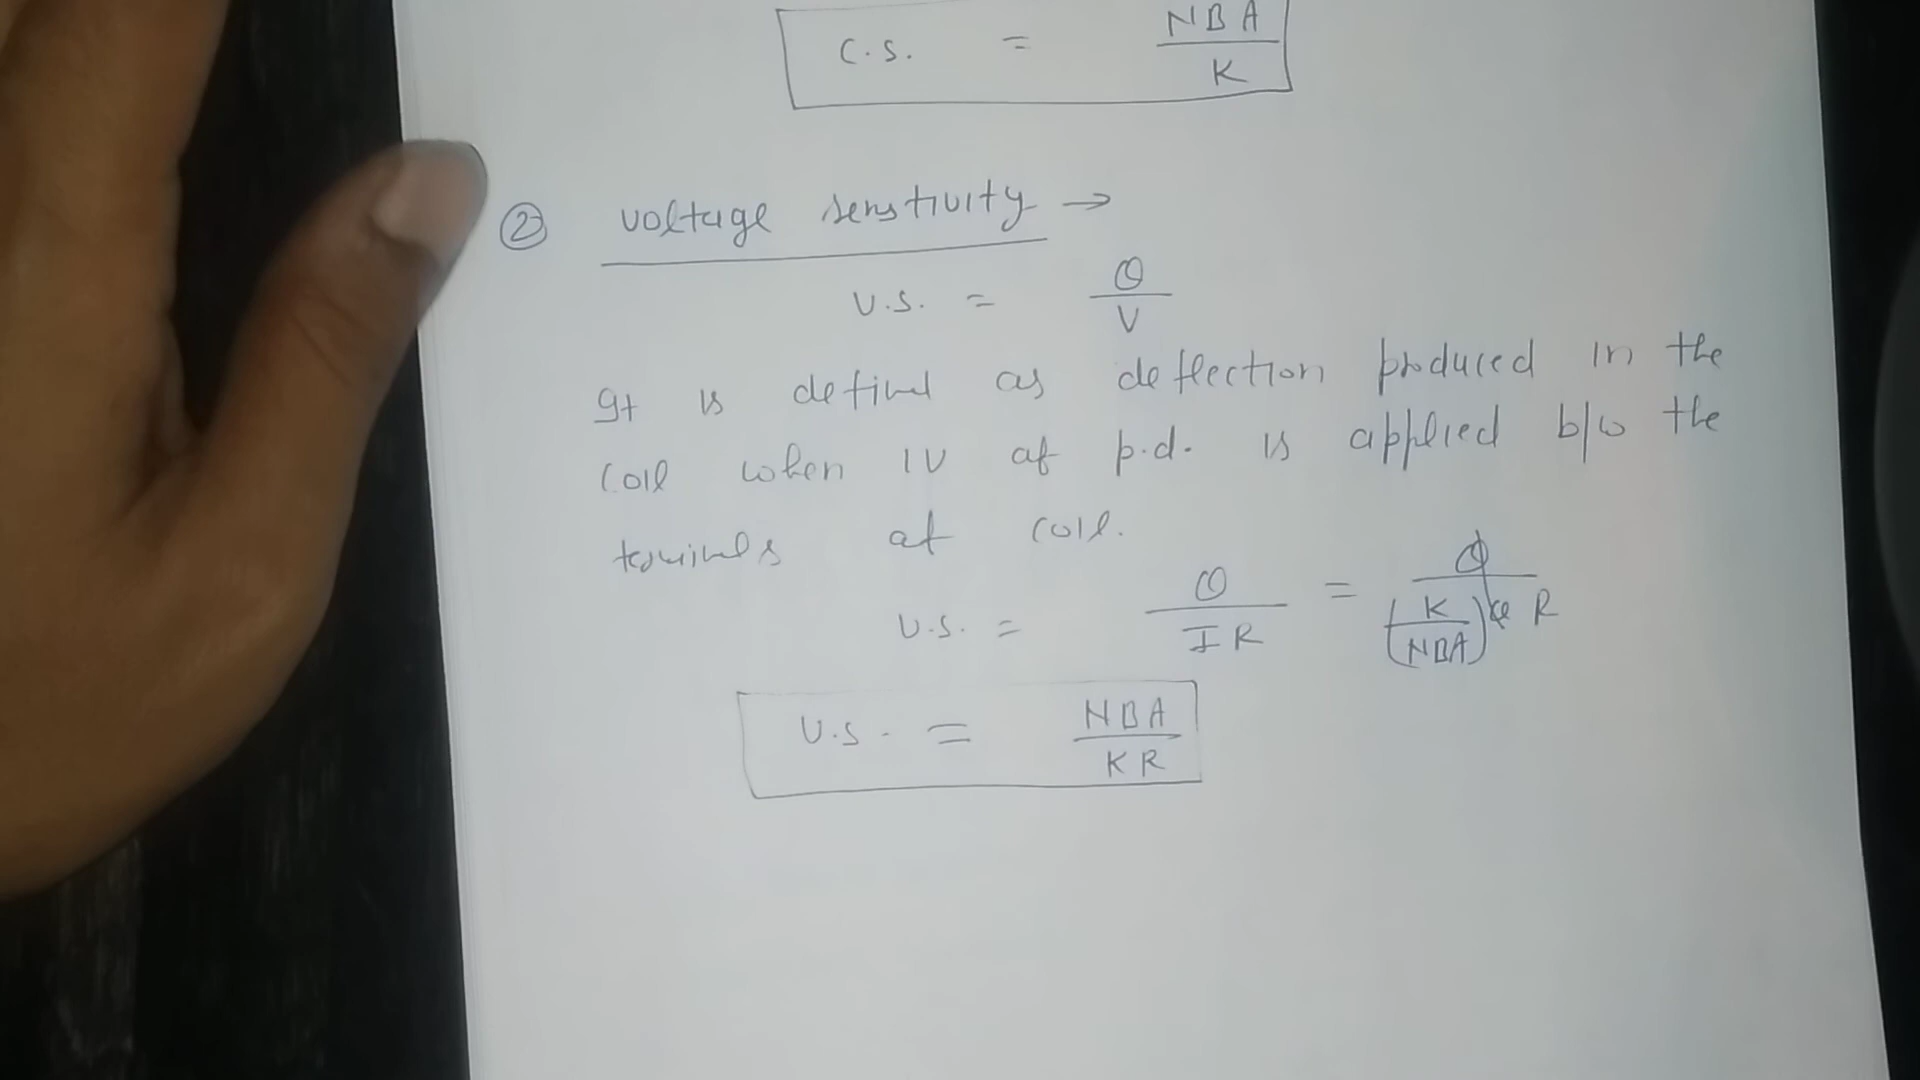 C.S. = NBA/K
② voltage senstivity →
V.S. = θ/V
It is defined as deflection produced in the
coil when 1V of p.d. is applied b/w the
terminals of coil.
V.S. = θ/IR = θ/(K/NBA)θ R
V.S. = NBA/KR